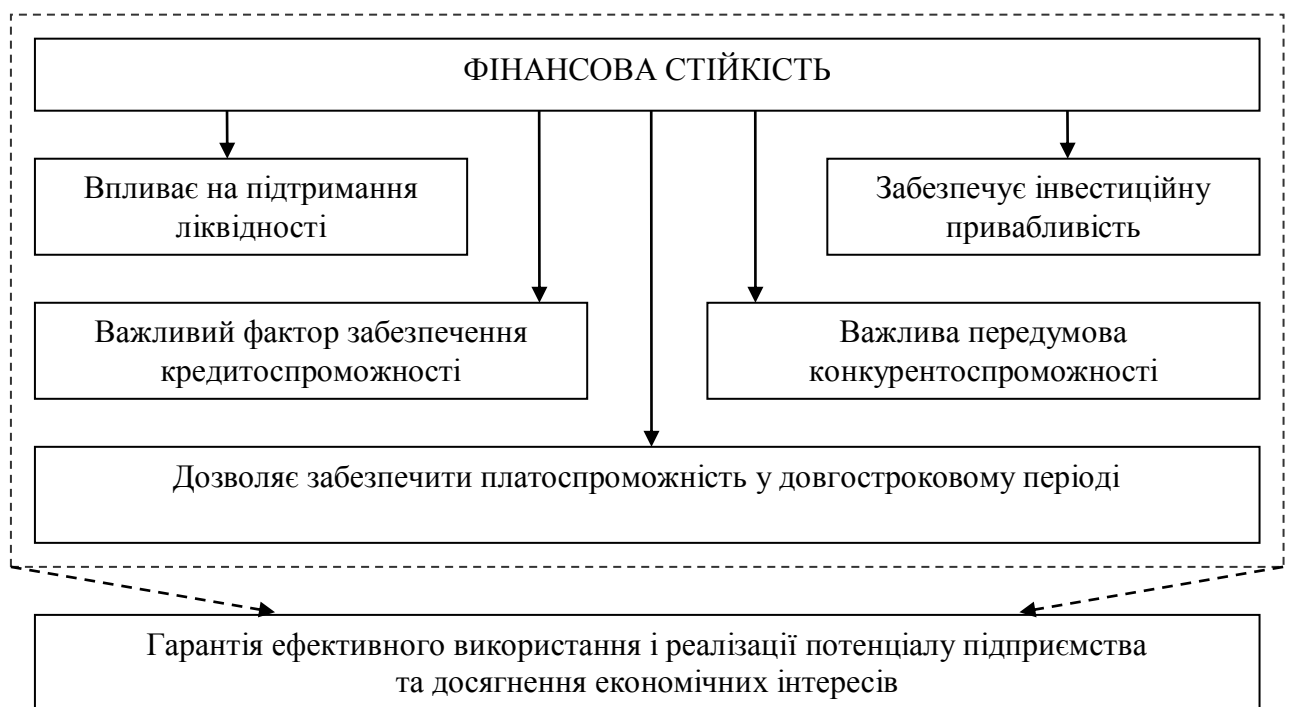 ФІНАНСОВА СТІЙКІСТЬ
Впливає на підтримання
ліквідності
Забезпечує інвестиційну
привабливість
Важливий фактор забезпечення
кредитоспроможності
Важлива передумова
конкурентоспроможності
Дозволяє забезпечити платоспроможність у довгостроковому періоді
Гарантія ефективного використання і реалізації потенціалу підприємства
та досягнення економічних інтересів